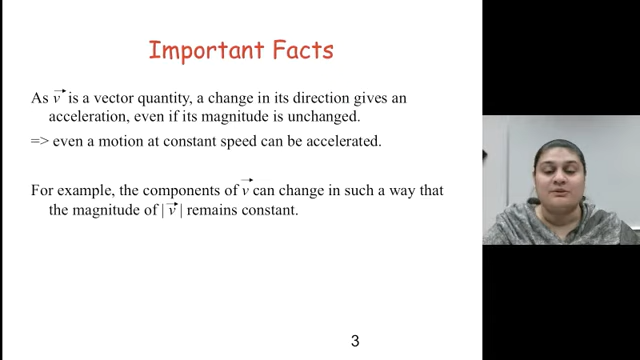 Important Facts
As v⃗ is a vector quantity, a change in its direction gives an
acceleration, even if its magnitude is unchanged.
=> even a motion at constant speed can be accelerated.
For example, the components of v⃗ can change in such a way that
the magnitude of | v⃗ | remains constant.
3